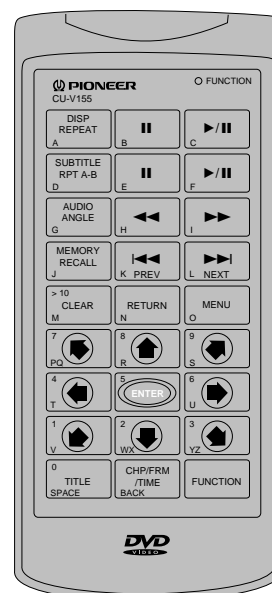 PIONEER
FUNCTION
CU-V155
DISP
REPEAT
A
B
C
SUBTITLE
RPT A-B
D
E
F
AUDIO
ANGLE
G
H
I
MEMORY
RECALL
J
K PREV
L NEXT
> 10
CLEAR
M
RETURN
N
MENU
O
7
PQ
8
R
9
S
4
T
5
ENTER
6
U
1
V
2
WX
3
YZ
0
TITLE
SPACE
CHP/FRM
/TIME
BACK
FUNCTION
DVD
VIDEO